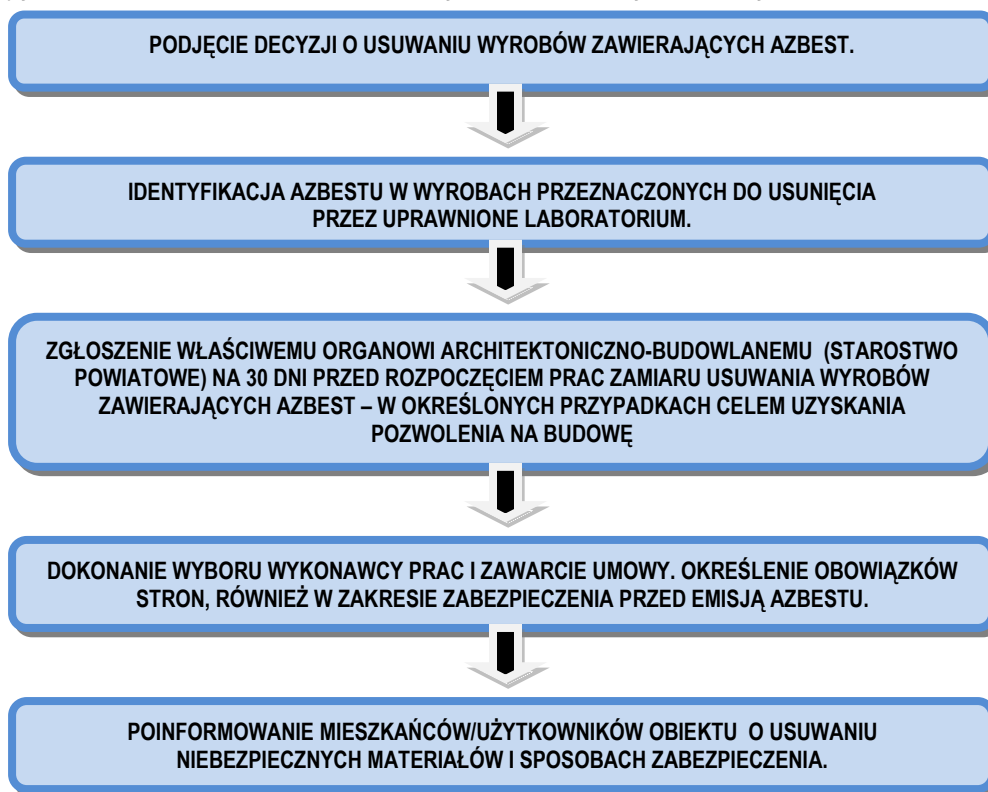 PODJĘCIE DECYZJI O USUWANIU WYROBÓW ZAWIERAJĄCYCH AZBEST.
IDENTYFIKACJA AZBESTU W WYROBACH PRZEZNACZONYCH DO USUNIĘCIA
PRZEZ UPRAWNIONE LABORATORIUM.
ZGŁOSZENIE WŁAŚCIWEMU ORGANOWI ARCHITEKTONICZNO-BUDOWLANEMU (STAROSTWO
POWIATOWE) NA 30 DNI PRZED ROZPOCZĘCIEM PRAC ZAMIARU USUWANIA WYROBÓW
ZAWIERAJĄCYCH AZBEST – W OKREŚLONYCH PRZYPADKACH CELEM UZYSKANIA
POZWOLENIA NA BUDOWĘ
DOKONANIE WYBORU WYKONAWCY PRAC I ZAWARCIE UMOWY. OKREŚLENIE OBOWIĄZKÓW
STRON, RÓWNIEŻ W ZAKRESIE ZABEZPIECZENIA PRZED EMISJĄ AZBESTU.
POINFORMOWANIE MIESZKAŃCÓW/UŻYTKOWNIKÓW OBIEKTU O USUWANIU
NIEBEZPIECZNYCH MATERIAŁÓW I SPOSOBACH ZABEZPIECZENIA.